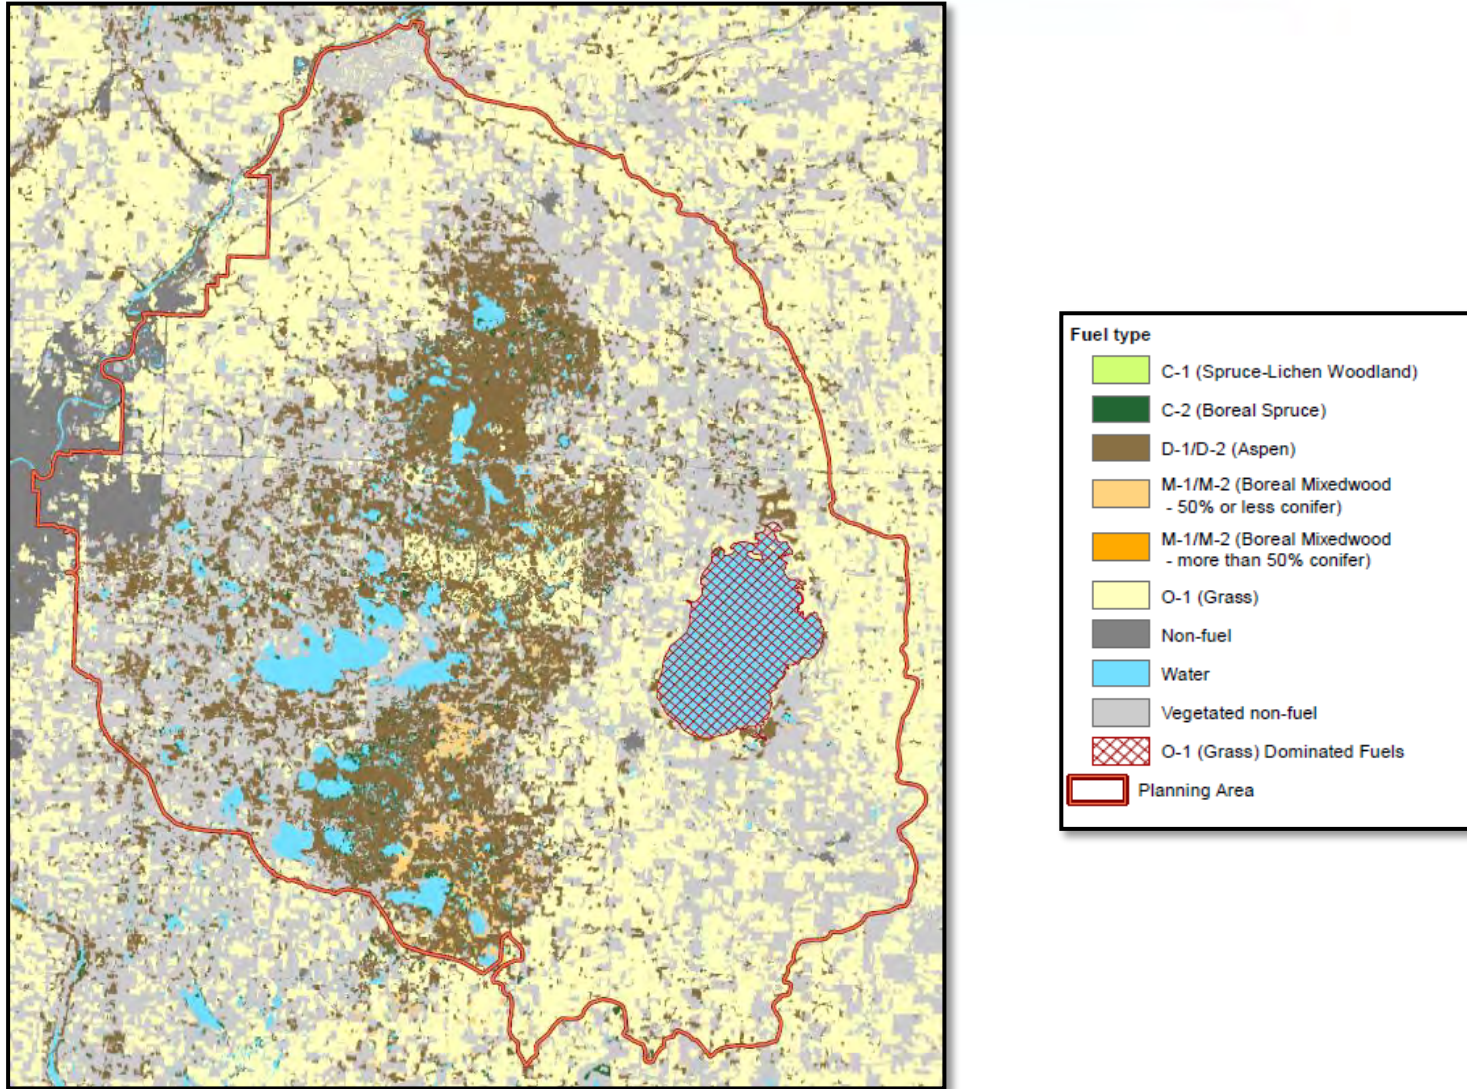 Fuel type
C-1 (Spruce-Lichen Woodland)
C-2 (Boreal Spruce)
D-1/D-2 (Aspen)
M-1/M-2 (Boreal Mixedwood
- 50% or less conifer)
M-1/M-2 (Boreal Mixedwood
- more than 50% conifer)
O-1 (Grass)
Non-fuel
Water
Vegetated non-fuel
O-1 (Grass) Dominated Fuels
Planning Area